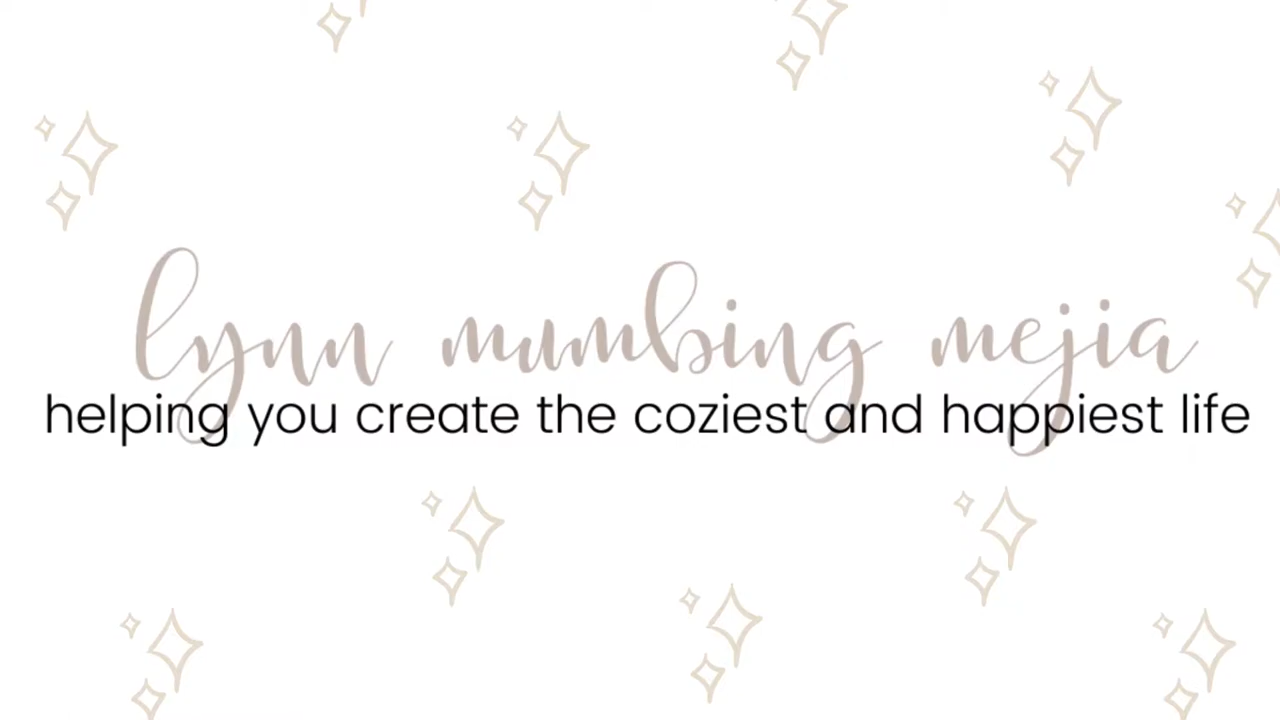 lynn mumbing mejia
helping you create the coziest and happiest life